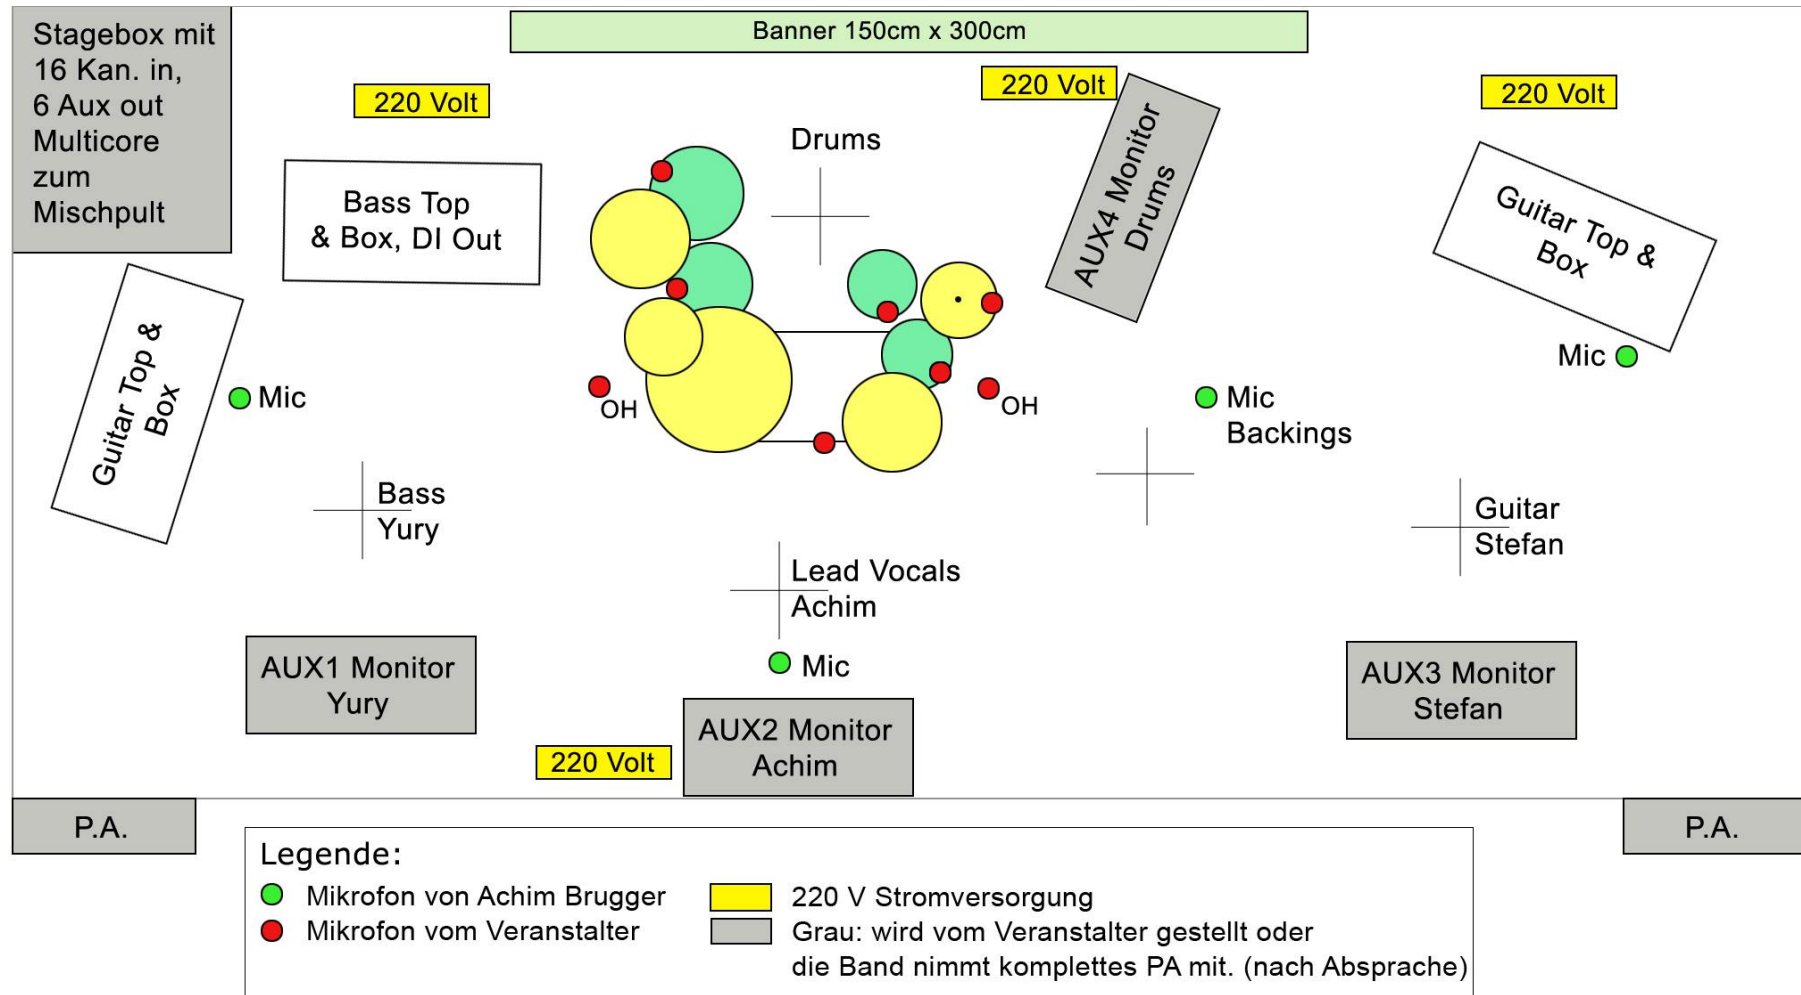 Stagebox mit
16 Kan. in,
6 Aux out
Multicore
zum
Mischpult
Banner 150cm x 300cm
220 Volt
220 Volt
220 Volt
Drums
Bass Top
& Box, DI Out
AUX4 Monitor
Drums
Guitar Top &
Box
Guitar Top &
Box
Mic
OH
OH
Mic
Backings
Mic
Bass
Yury
Guitar
Stefan
Lead Vocals
Achim
Mic
AUX1 Monitor
Yury
AUX2 Monitor
Achim
AUX3 Monitor
Stefan
220 Volt
P.A.
P.A.
Legende:
Mikrofon von Achim Brugger
Mikrofon vom Veranstalter
220 V Stromversorgung
Grau: wird vom Veranstalter gestellt oder
die Band nimmt komplettes PA mit. (nach Absprache)